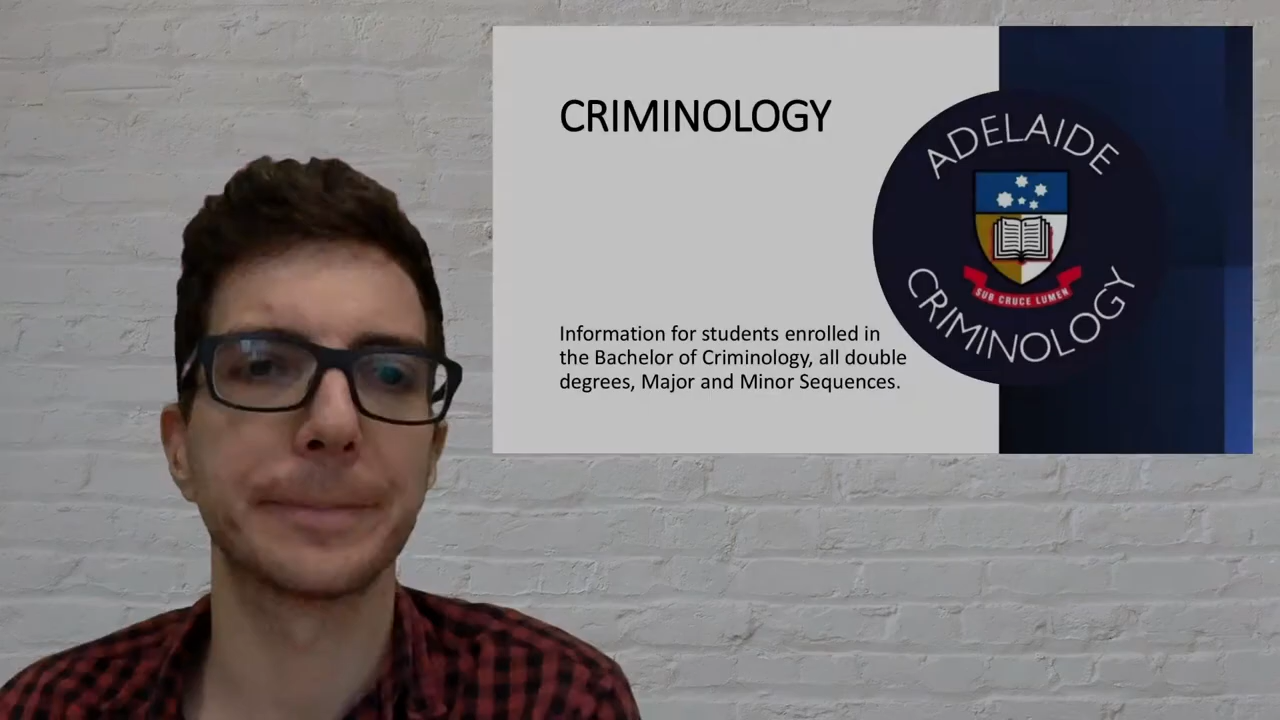 CRIMINOLOGY
Information for students enrolled in
the Bachelor of Criminology, all double
degrees, Major and Minor Sequences.
ADELAIDE
SUB CRUCE LUMEN
CRIMINOLOGY